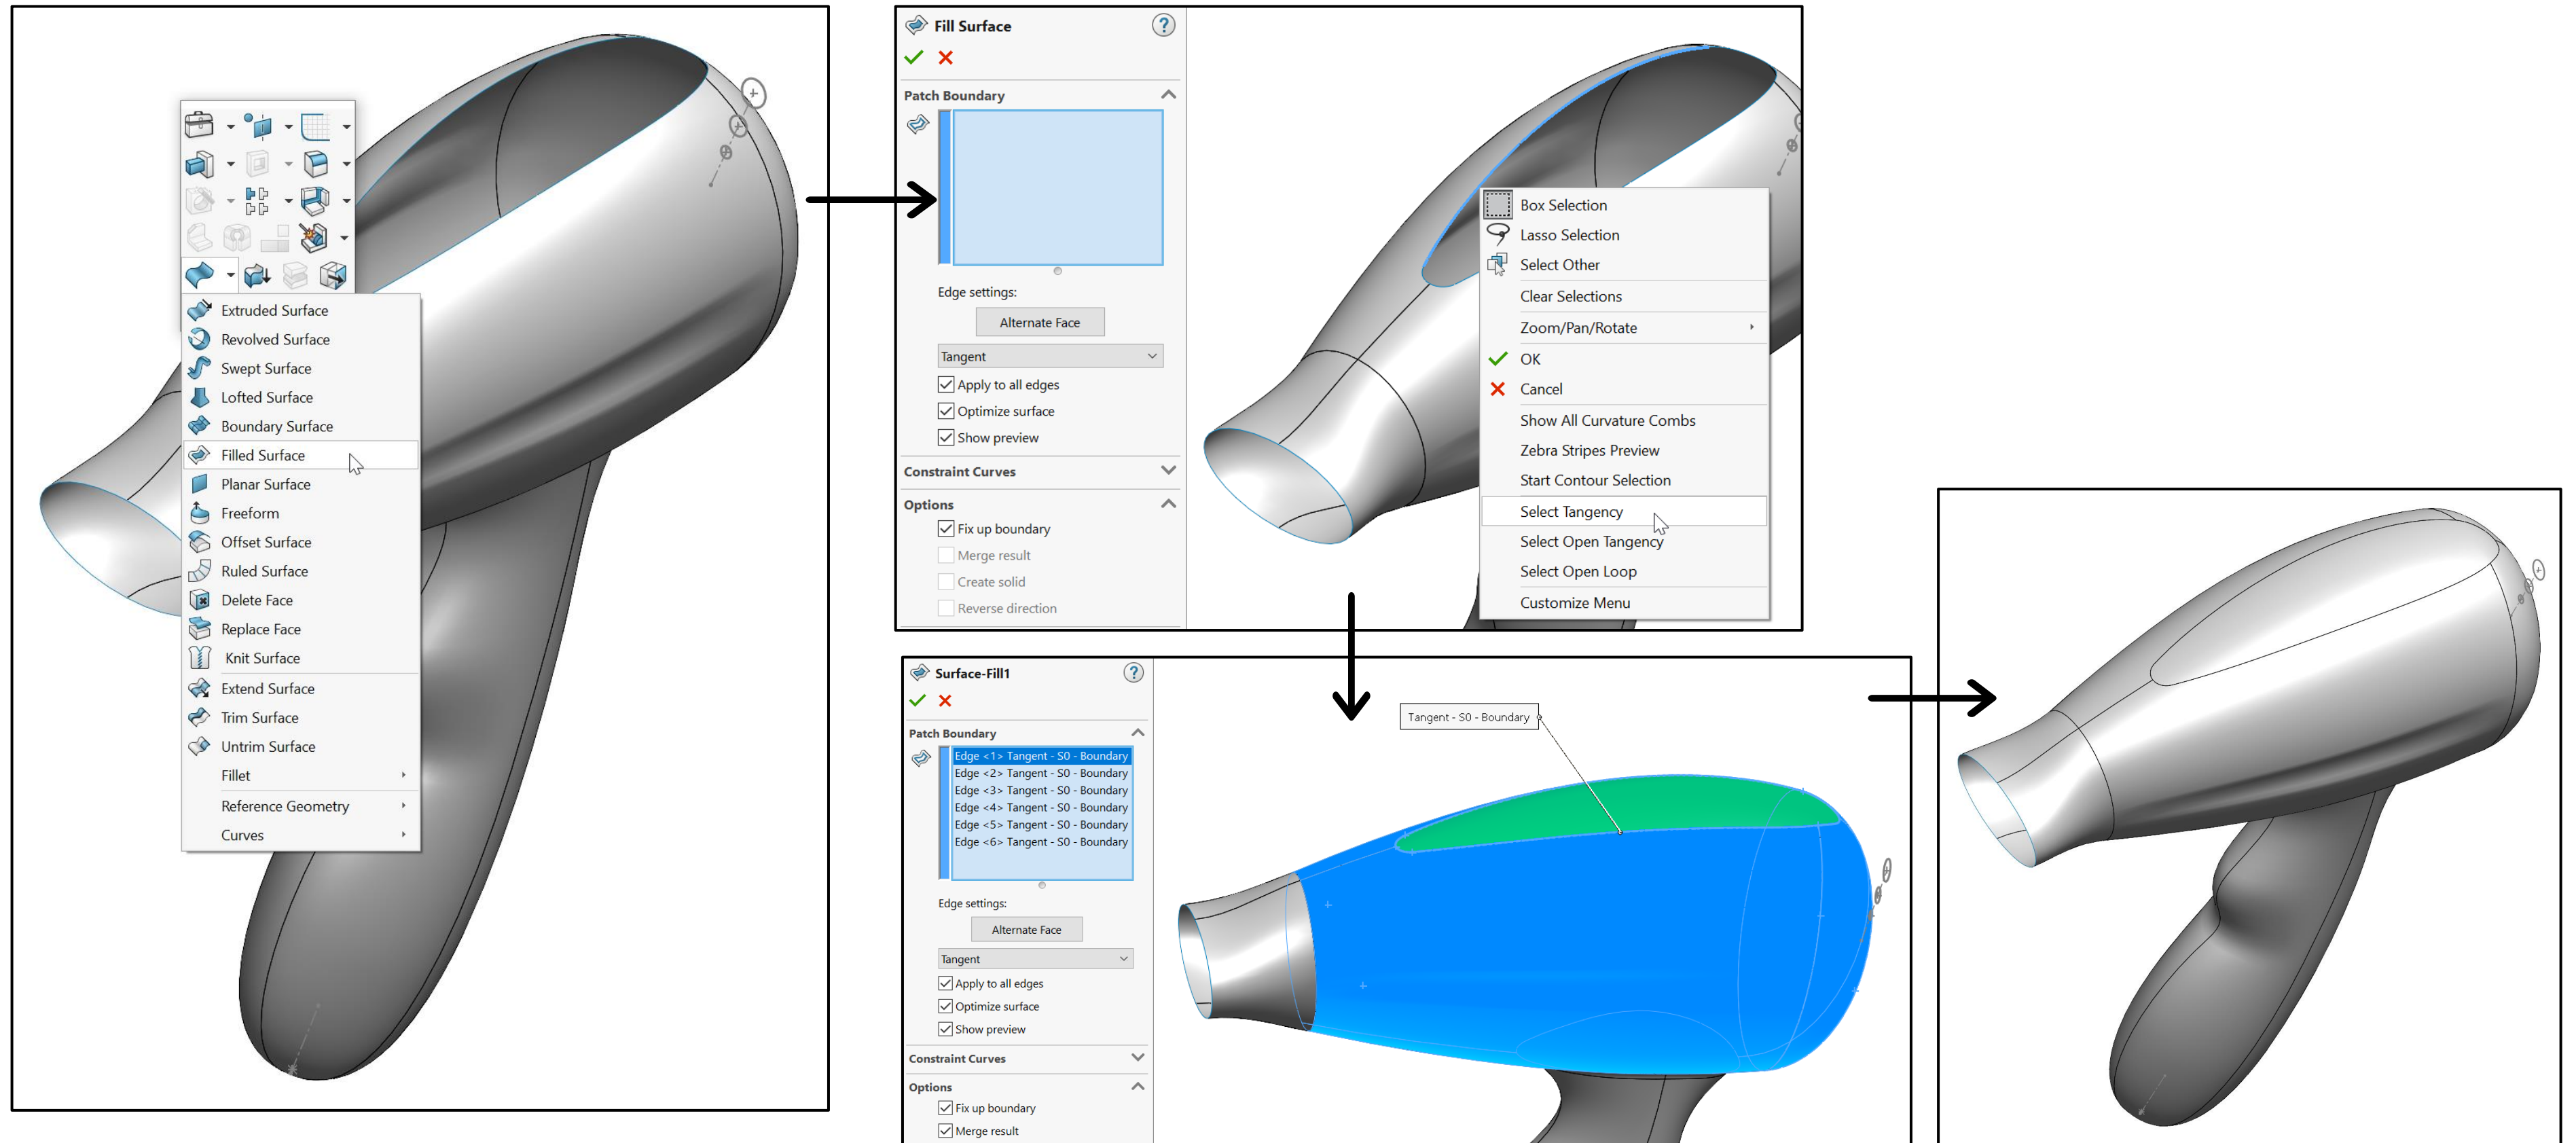 Extruded Surface
Revolved Surface
Swept Surface
Lofted Surface
Boundary Surface
Filled Surface
Planar Surface
Freeform
Offset Surface
Ruled Surface
Delete Face
Replace Face
Knit Surface
Extend Surface
Trim Surface
Untrim Surface
Fillet
Reference Geometry
Curves
Fill Surface
?
Patch Boundary
Edge settings:
Alternate Face
Tangent
Apply to all edges
Optimize surface
Show preview
Constraint Curves
Options
Fix up boundary
Merge result
Create solid
Reverse direction
Box Selection
Lasso Selection
Select Other
Clear Selections
Zoom/Pan/Rotate
OK
Cancel
Show All Curvature Combs
Zebra Stripes Preview
Start Contour Selection
Select Tangency
Select Open Tangency
Select Open Loop
Customize Menu
Surface-Fill1
?
Patch Boundary
Edge <1> Tangent - S0 - Boundary
Edge <2> Tangent - S0 - Boundary
Edge <3> Tangent - S0 - Boundary
Edge <4> Tangent - S0 - Boundary
Edge <5> Tangent - S0 - Boundary
Edge <6> Tangent - S0 - Boundary
Edge settings:
Alternate Face
Tangent
Apply to all edges
Optimize surface
Show preview
Constraint Curves
Options
Fix up boundary
Merge result
Tangent - S0 - Boundary